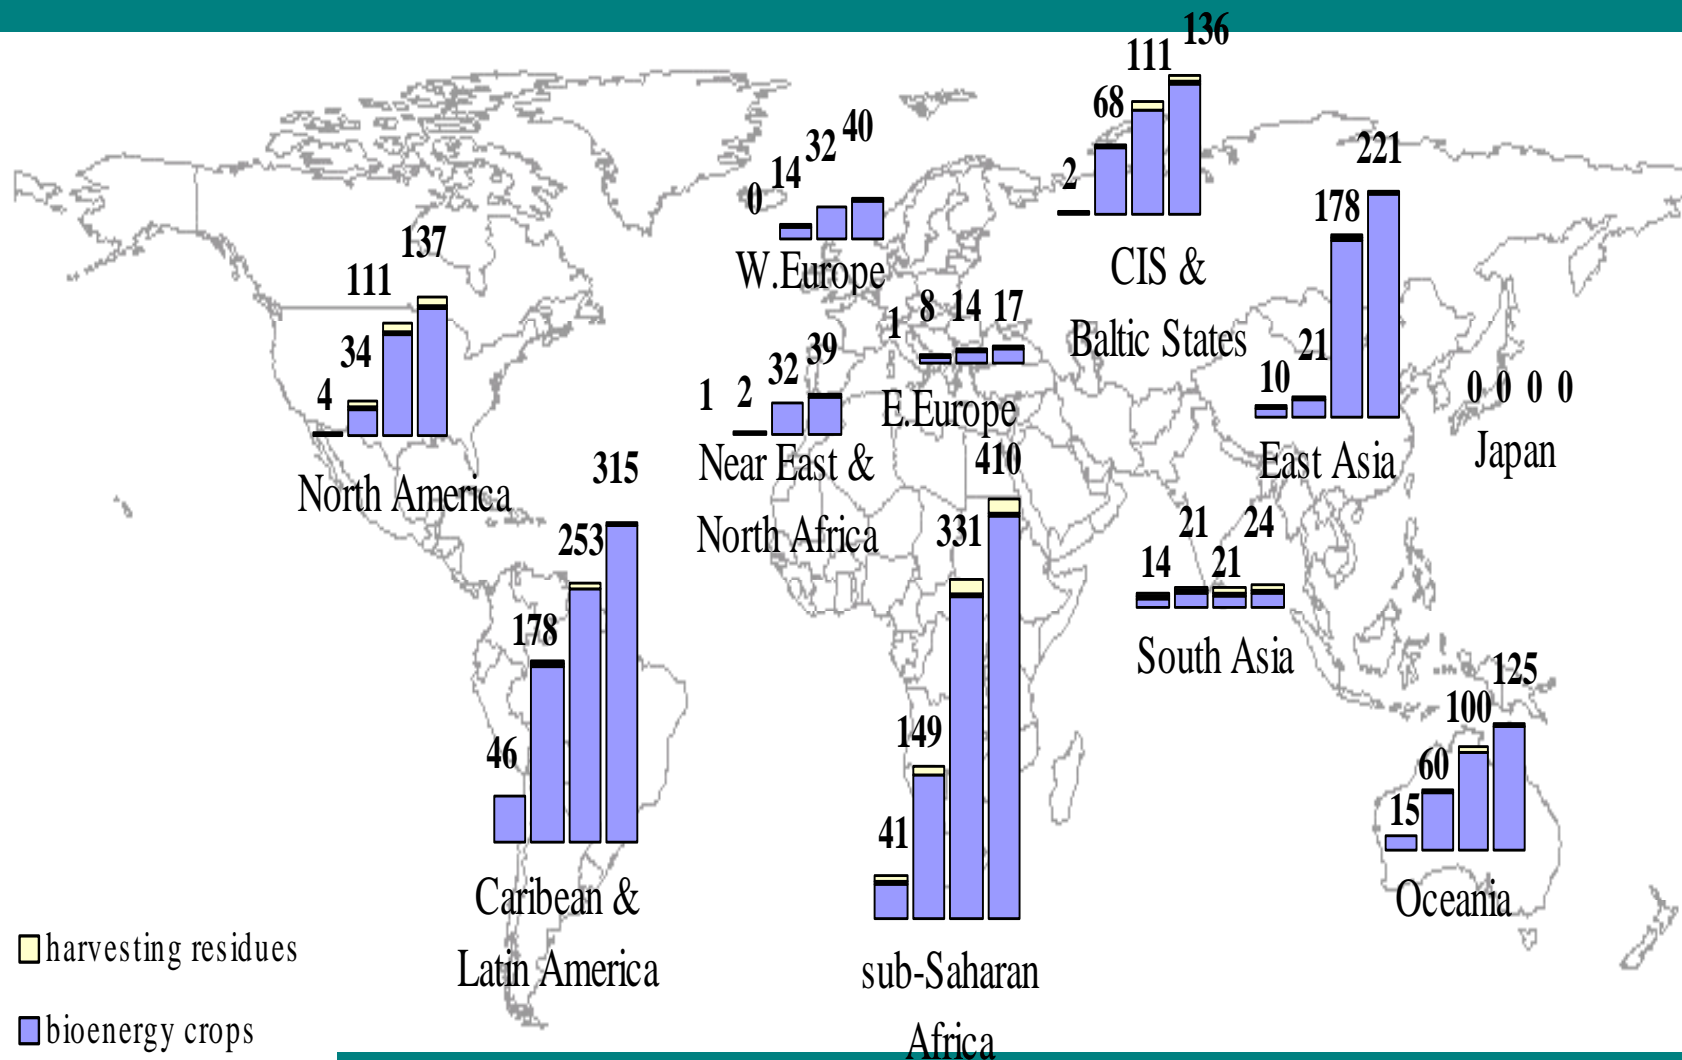 136
111
68
2
40
32
14
0
W.Europe
CIS &
Baltic States
221
178
21
10
East Asia
0 0 0 0
Japan
137
111
34
4
North America
1 8 14 17
E.Europe
1 2 32 39
Near East &
North Africa
315
253
178
46
Caribean &
Latin America
410
331
149
41
sub-Saharan
Africa
14 21 21 24
South Asia
125
100
60
15
Oceania
harvesting residues
bioenergy crops